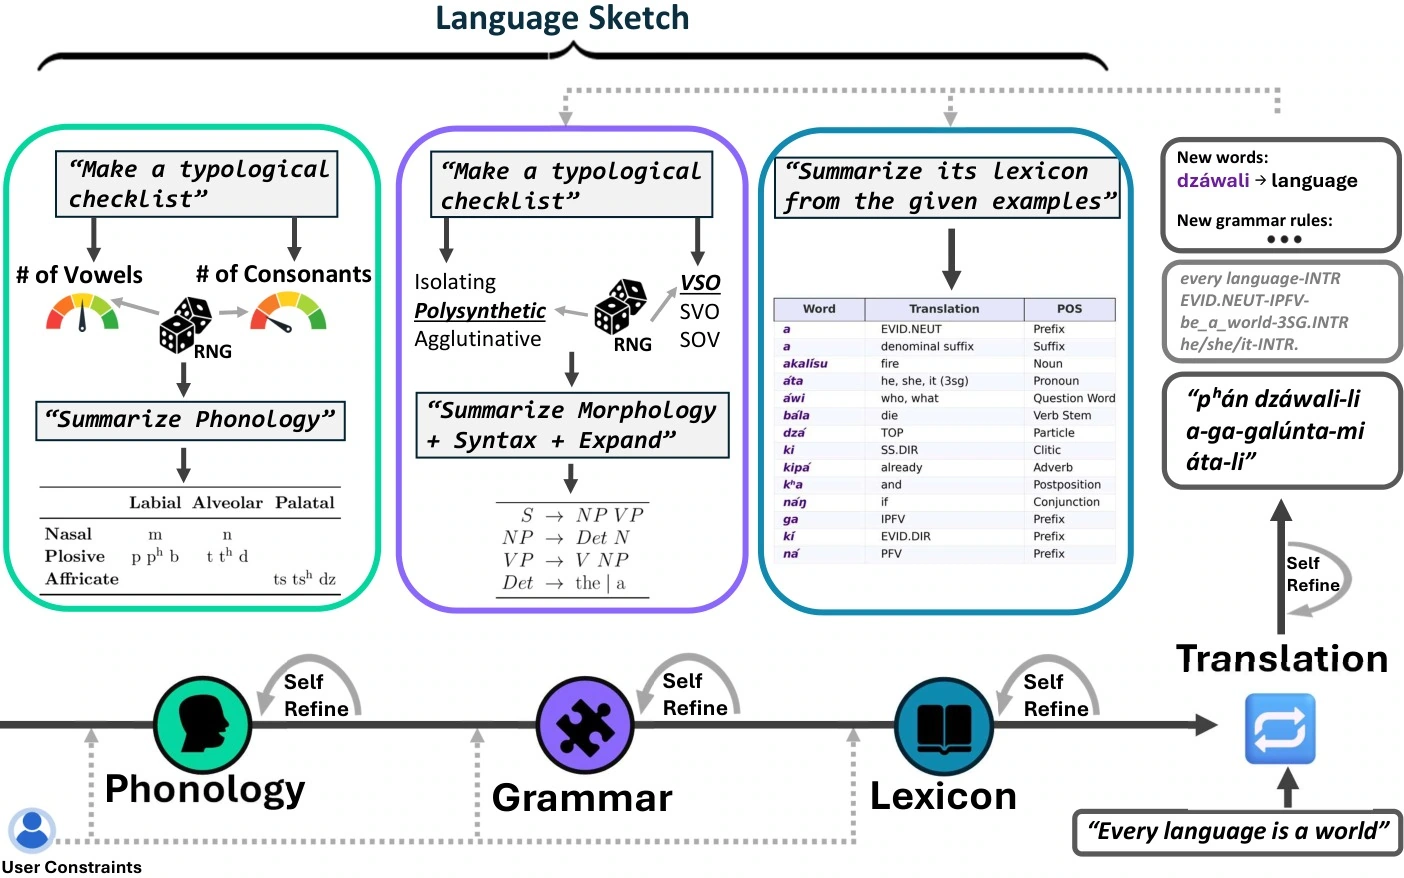 Language Sketch
“Make a typological
checklist”
# of Vowels
# of Consonants
RNG
“Summarize Phonology”
Labial Alveolar Palatal
Nasal m n
Plosive p pʰ b t tʰ d
Affricate ts tsʰ dz
“Make a typological
checklist”
Isolating
Polysynthetic
Agglutinative
RNG
VSO
SVO
SOV
“Summarize Morphology
+ Syntax + Expand”
S → NP VP
NP → Det N
VP → V NP
Det → the | a
“Summarize its lexicon
from the given examples”
Word Translation POS
a EVID.NEUT Prefix
a denominal suffix Suffix
akalísu fire Noun
áta he, she, it (3sg) Pronoun
áwi who, what Question Word
bála die Verb Stem
dzá TOP Particle
ki SS.DIR Clitic
kipá already Adverb
kʰa and Postposition
náŋ if Conjunction
ga IPFV Prefix
kí EVID.DIR Prefix
ná PFV Prefix
New words:
dzáwali → language
New grammar rules:
•••
every language-INTR
EVID.NEUT-IPFV-
be_a_world-3SG.INTR
he/she/it-INTR.
“pʰán dzáwali-li
a-ga-galúnta-mi
áta-li”
Self
Refine
Translation
“Every language is a world”
Self
Refine
Phonology
Self
Refine
Grammar
Self
Refine
Lexicon
User Constraints